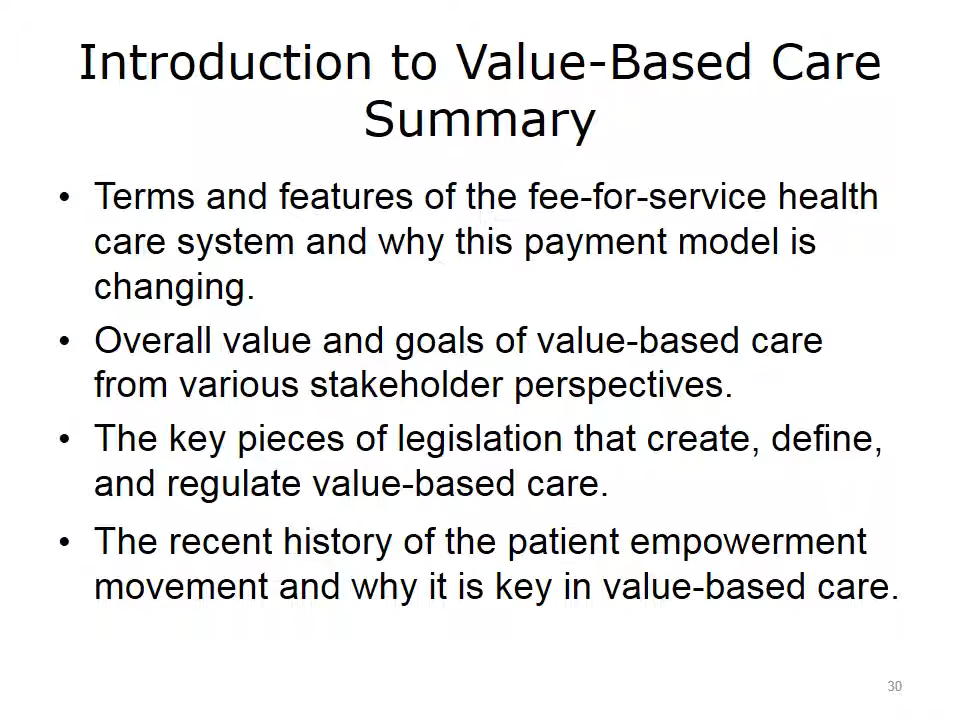 Introduction to Value-Based Care
Summary
• Terms and features of the fee-for-service health
care system and why this payment model is
changing.
• Overall value and goals of value-based care
from various stakeholder perspectives.
• The key pieces of legislation that create, define,
and regulate value-based care.
• The recent history of the patient empowerment
movement and why it is key in value-based care.
30